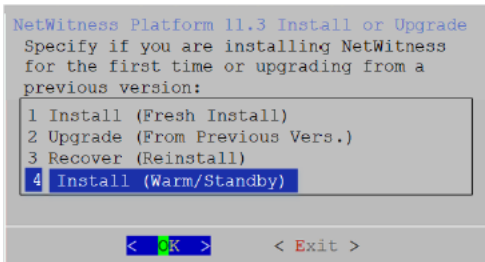 NetWitness Platform 11.3 Install or Upgrade
Specify if you are installing NetWitness
for the first time or upgrading from a
previous version:
1 Install (Fresh Install)
2 Upgrade (From Previous Vers.)
3 Recover (Reinstall)
4 Install (Warm/Standby)
< OK > < Exit >